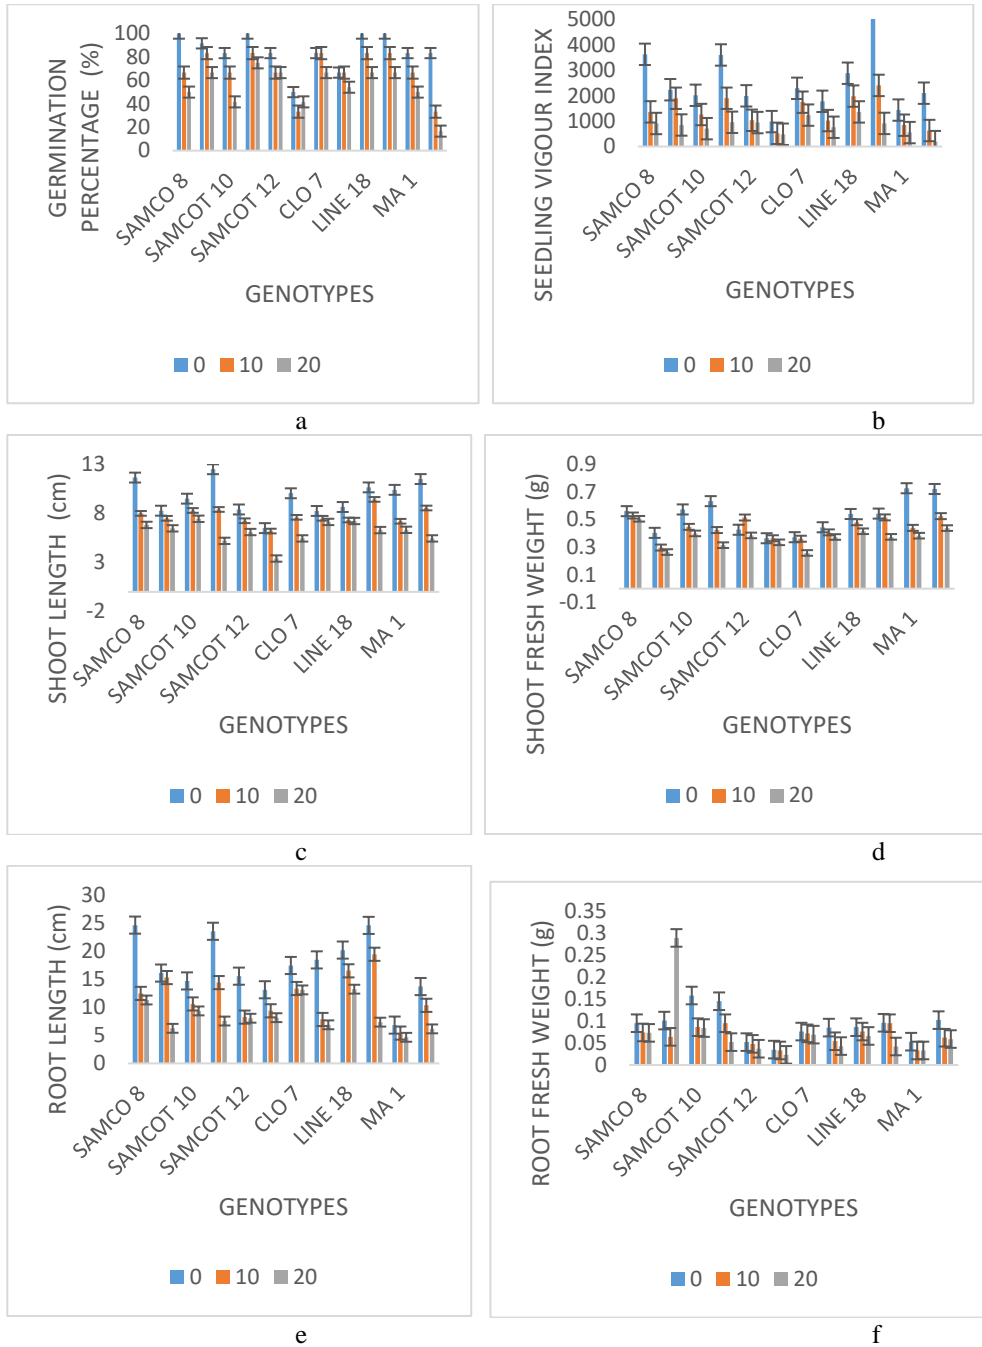 100
80
60
40
20
0
GERMINATION
PERCENTAGE (%)
SAMCO 8
SAMCOT 10
SAMCOT 12
CLO 7
LINE 18
MA 1
GENOTYPES
0 10 20
a
5000
4000
3000
2000
1000
0
SEEDLING VIGOUR INDEX
SAMCO 8
SAMCOT 10
SAMCOT 12
CLO 7
LINE 18
MA 1
GENOTYPES
0 10 20
b
13
8
3
-2
SHOOT LENGTH (cm)
SAMCO 8
SAMCOT 10
SAMCOT 12
CLO 7
LINE 18
MA 1
GENOTYPES
0 10 20
c
0.9
0.7
0.5
0.3
0.1
-0.1
SHOOT FRESH WEIGHT (g)
SAMCO 8
SAMCOT 10
SAMCOT 12
CLO 7
LINE 18
MA 1
GENOTYPES
0 10 20
d
30
25
20
15
10
5
0
ROOT LENGTH (cm)
SAMCO 8
SAMCOT 10
SAMCOT 12
CLO 7
LINE 18
MA 1
GENOTYPES
0 10 20
e
0.35
0.3
0.25
0.2
0.15
0.1
0.05
0
ROOT FRESH WEIGHT (g)
SAMCO 8
SAMCOT 10
SAMCOT 12
CLO 7
LINE 18
MA 1
GENOTYPES
0 10 20
f